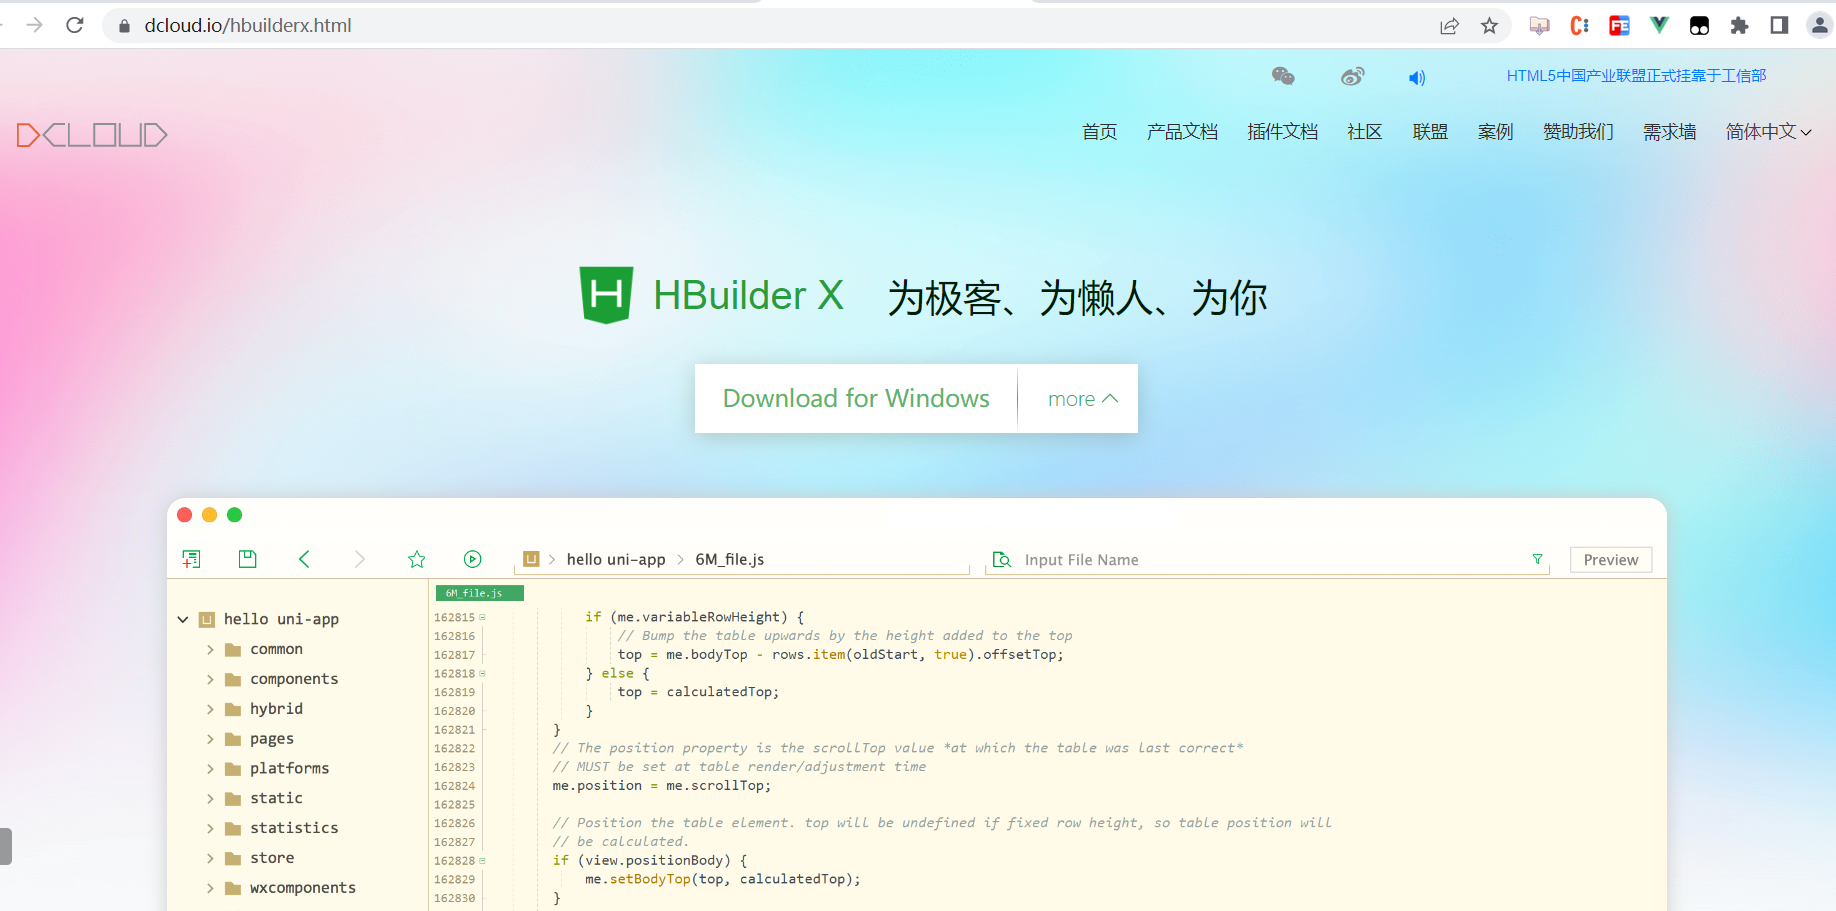 dcloud.io/hbuilderx.html
HTML5中国产业联盟正式挂靠于工信部
DCLOUD
首页 产品文档 插件文档 社区 联盟 案例 赞助我们 需求墙 简体中文
H HBuilder X 为极客、为懒人、为你
Download for Windows more
hello uni-app > 6M_file.js Input File Name Preview
6M_file.js
hello uni-app
common
components
hybrid
pages
platforms
static
statistics
store
wxcomponents
162815 if (me.variableRowHeight) {
162816 // Bump the table upwards by the height added to the top
162817 top = me.bodyTop - rows.item(oldStart, true).offsetTop;
162818 } else {
162819 top = calculatedTop;
162820 }
162821 }
162822 // The position property is the scrollTop value *at which the table was last correct*
162823 // MUST be set at table render/adjustment time
162824 me.position = me.scrollTop;
162825
162826 // Position the table element. top will be undefined if fixed row height, so table position will
162827 // be calculated.
162828 if (view.positionBody) {
162829 me.setBodyTop(top, calculatedTop);
162830 }